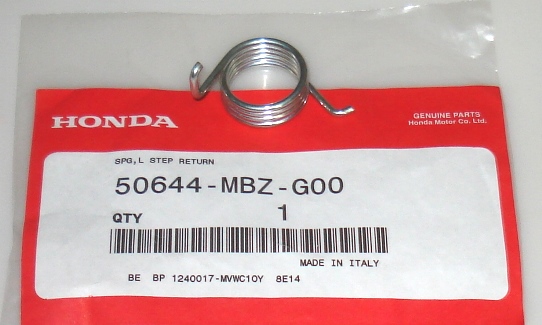 HONDA
GENUINE PARTS
Honda Motor Co. Ltd.
SPG, L STEP RETURN
50644-MBZ-G00
QTY 1
MADE IN ITALY
BE BP 1240017-MVWC10Y 8E14